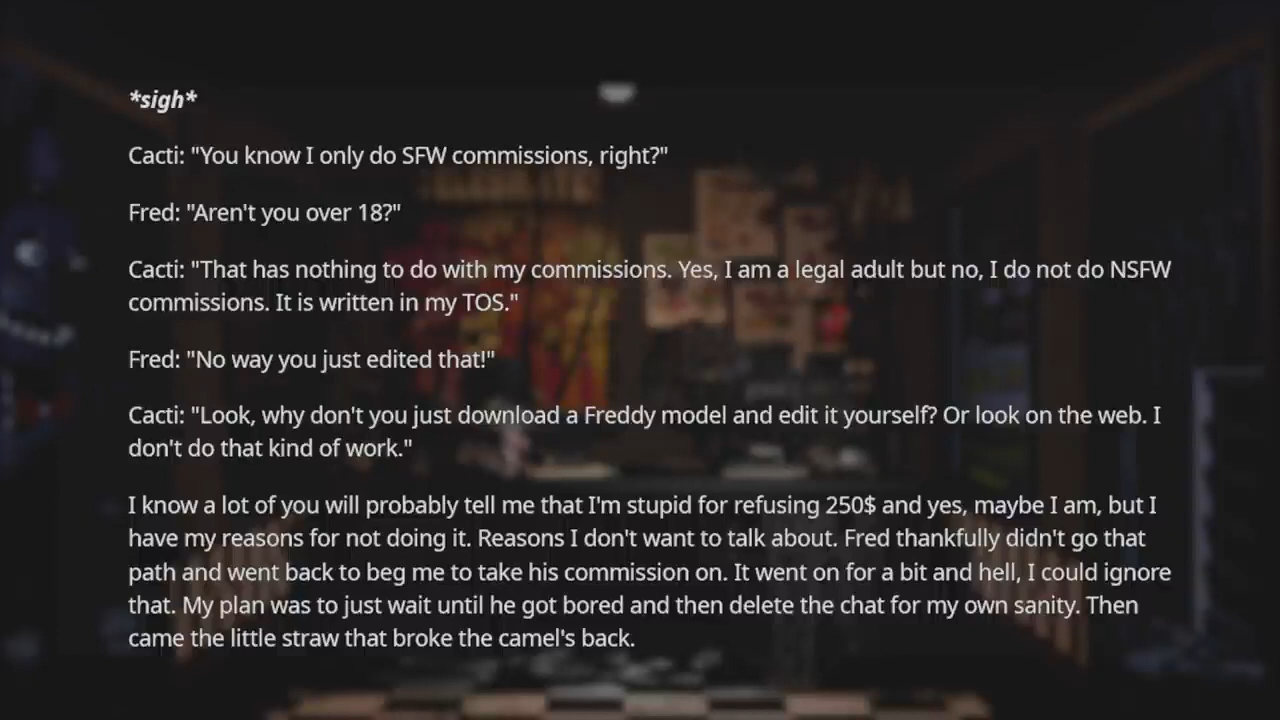 *sigh*
Cacti: "You know I only do SFW commissions, right?"
Fred: "Aren't you over 18?"
Cacti: "That has nothing to do with my commissions. Yes, I am a legal adult but no, I do not do NSFW
commissions. It is written in my TOS."
Fred: "No way you just edited that!"
Cacti: "Look, why don't you just download a Freddy model and edit it yourself? Or look on the web. I
don't do that kind of work."
I know a lot of you will probably tell me that I'm stupid for refusing 250$ and yes, maybe I am, but I
have my reasons for not doing it. Reasons I don't want to talk about. Fred thankfully didn't go that
path and went back to beg me to take his commission on. It went on for a bit and hell, I could ignore
that. My plan was to just wait until he got bored and then delete the chat for my own sanity. Then
came the little straw that broke the camel's back.